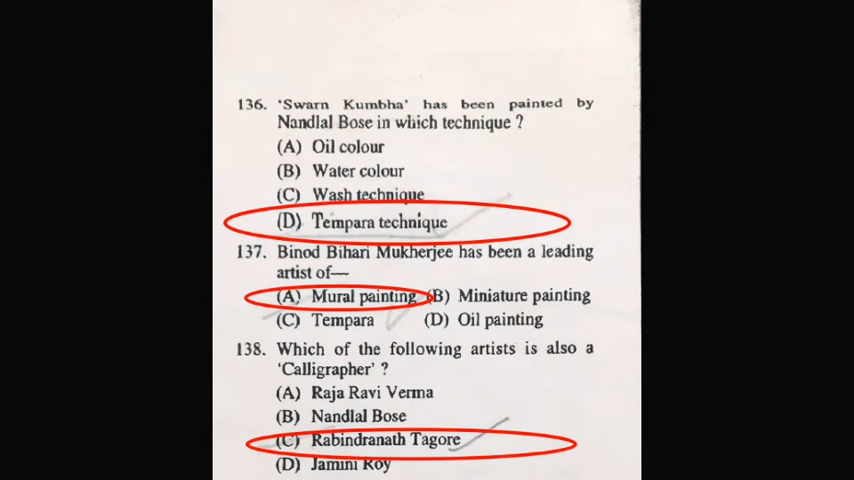 136. 'Swarn Kumbha' has been painted by
Nandlal Bose in which technique ?
(A) Oil colour
(B) Water colour
(C) Wash technique
(D) Tempara technique
137. Binod Bihari Mukherjee has been a leading
artist of—
(A) Mural painting (B) Miniature painting
(C) Tempara (D) Oil painting
138. Which of the following artists is also a
'Calligrapher' ?
(A) Raja Ravi Verma
(B) Nandlal Bose
(C) Rabindranath Tagore
(D) Jamini Roy